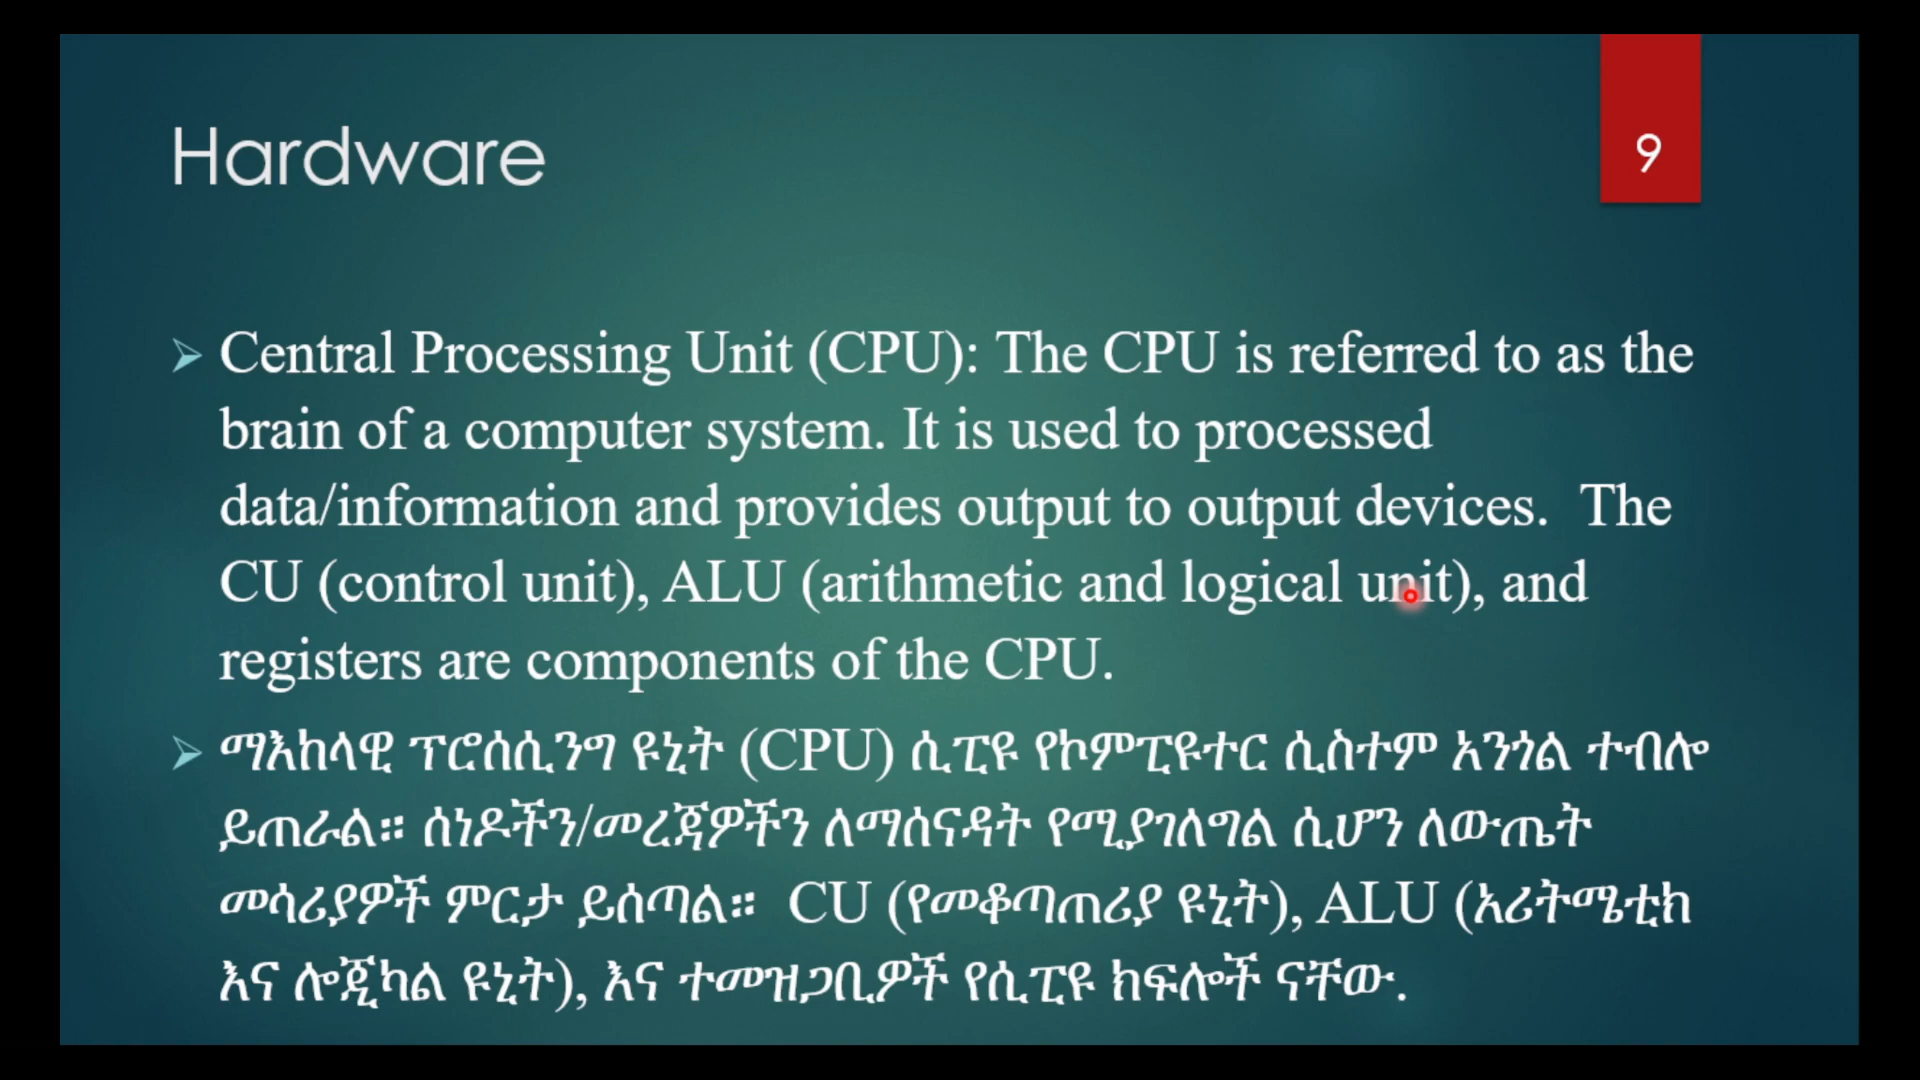 Hardware
9
Central Processing Unit (CPU): The CPU is referred to as the
brain of a computer system. It is used to processed
data/information and provides output to output devices.  The
CU (control unit), ALU (arithmetic and logical unit), and
registers are components of the CPU.
ማእከላዊ ፕሮሰሲንግ ዩኒት (CPU) ሲፒዩ የኮምፒዩተር ሲስተም አንጎል ተብሎ
ይጠራል። ሰነዶችን/መረጃዎችን ለማሰናዳት የሚያገለግል ሲሆን ለውጤት
መሳሪያዎች ምርታ ይሰጣል።  CU (የመቆጣጠሪያ ዩኒት), ALU (አሪትሜቲክ
እና ሎጂካል ዩኒት), እና ተመዝጋቢዎች የሲፒዩ ክፍሎች ናቸው.